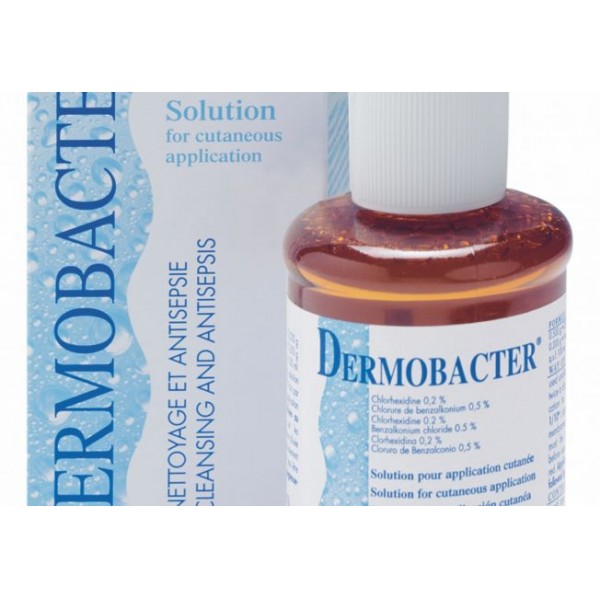 DERMOBACTE
Solution
for cutaneous
application
NETTOYAGE ET ANTISEPSIE
CLEANSING AND ANTISEPSIS
DERMOBACTER®
Chlorhexidine 0,2 %
Chlorure de benzalkonium 0,5 %
Chlorhexidine 0.2 %
Benzalkonium chloride 0.5 %
Clorhexidina 0,2 %
Cloruro de Benzalconio 0,5 %
Solution pour application cutanée
Solution for cutaneous application
cutánea